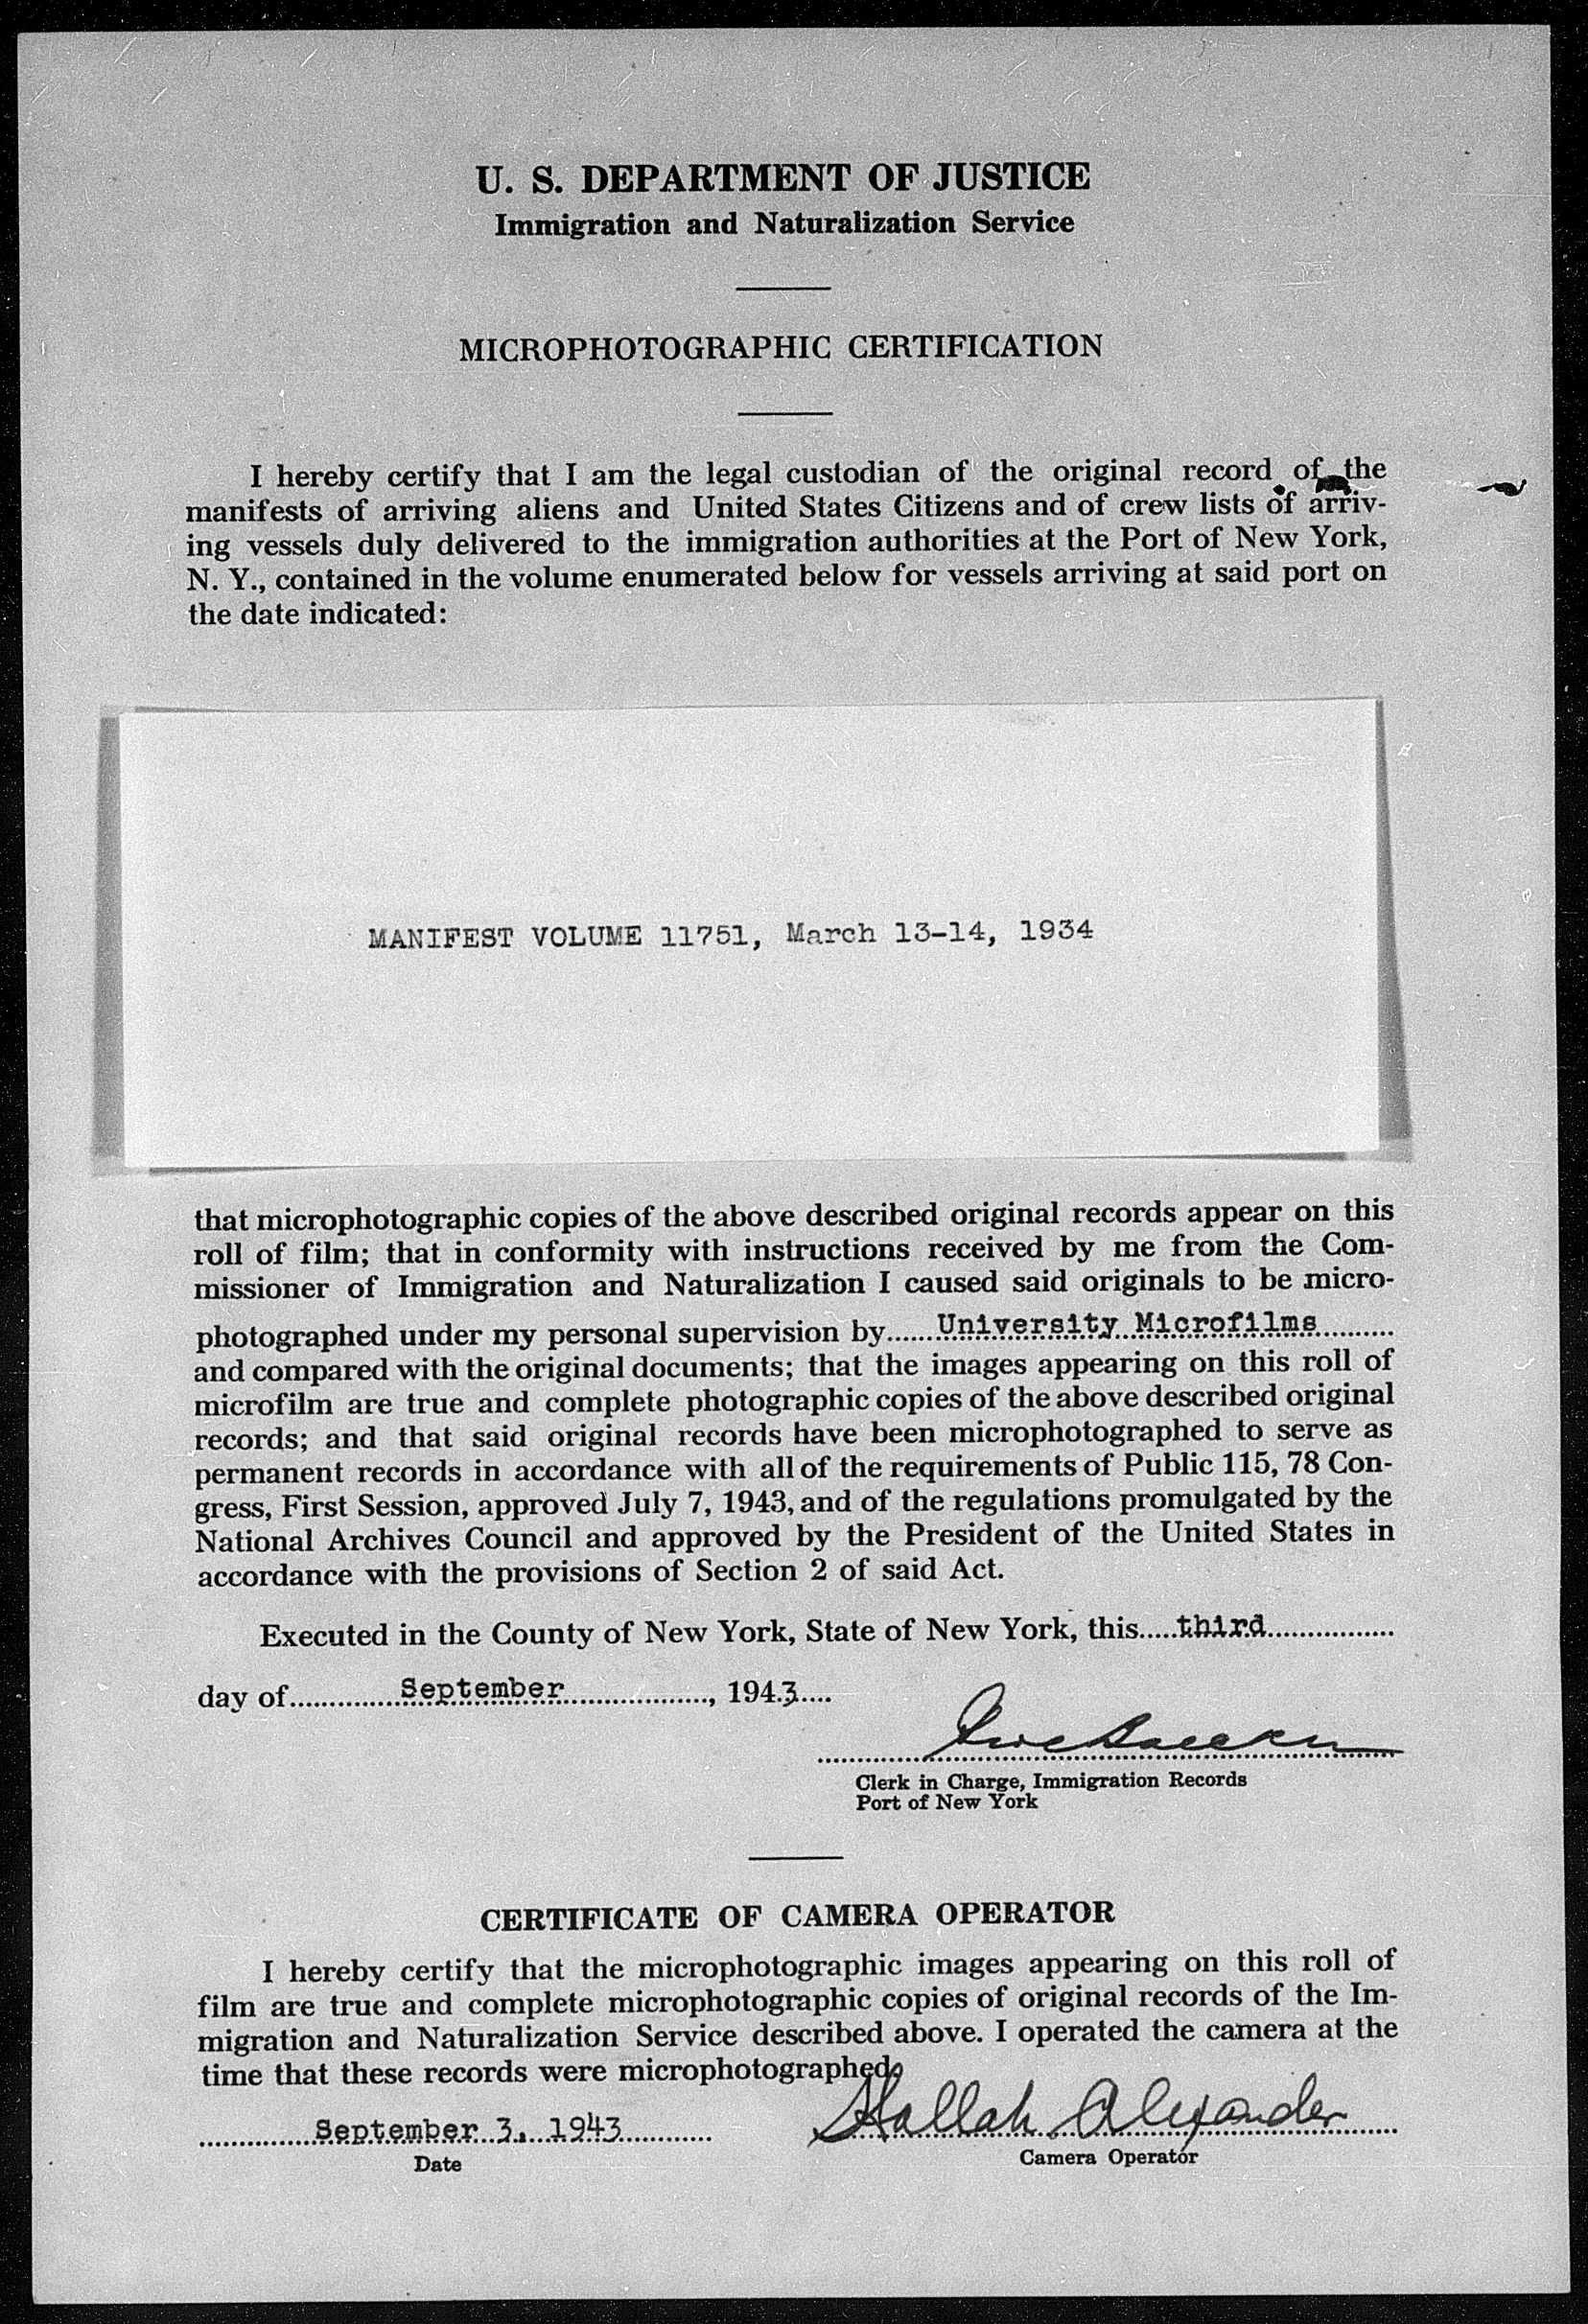 U. S. DEPARTMENT OF JUSTICE
Immigration and Naturalization Service
MICROPHOTOGRAPHIC CERTIFICATION
I hereby certify that I am the legal custodian of the original record of the
manifests of arriving aliens and United States Citizens and of crew lists of arriv-
ing vessels duly delivered to the immigration authorities at the Port of New York,
N. Y., contained in the volume enumerated below for vessels arriving at said port on
the date indicated:
MANIFEST VOLUME 11751, March 13-14, 1934
that microphotographic copies of the above described original records appear on this
roll of film; that in conformity with instructions received by me from the Com-
missioner of Immigration and Naturalization I caused said originals to be micro-
photographed under my personal supervision by......University Microfilms..........
and compared with the original documents; that the images appearing on this roll of
microfilm are true and complete photographic copies of the above described original
records; and that said original records have been microphotographed to serve as
permanent records in accordance with all of the requirements of Public 115, 78 Con-
gress, First Session, approved July 7, 1943, and of the regulations promulgated by the
National Archives Council and approved by the President of the United States in
accordance with the provisions of Section 2 of said Act.
Executed in the County of New York, State of New York, this.....third.................
day of..............September...................., 1943.....
Clerk in Charge, Immigration Records
Port of New York
CERTIFICATE OF CAMERA OPERATOR
I hereby certify that the microphotographic images appearing on this roll of
film are true and complete microphotographic copies of original records of the Im-
migration and Naturalization Service described above. I operated the camera at the
time that these records were microphotographed.
September 3, 1943 Hallah Alexander
Date Camera Operator